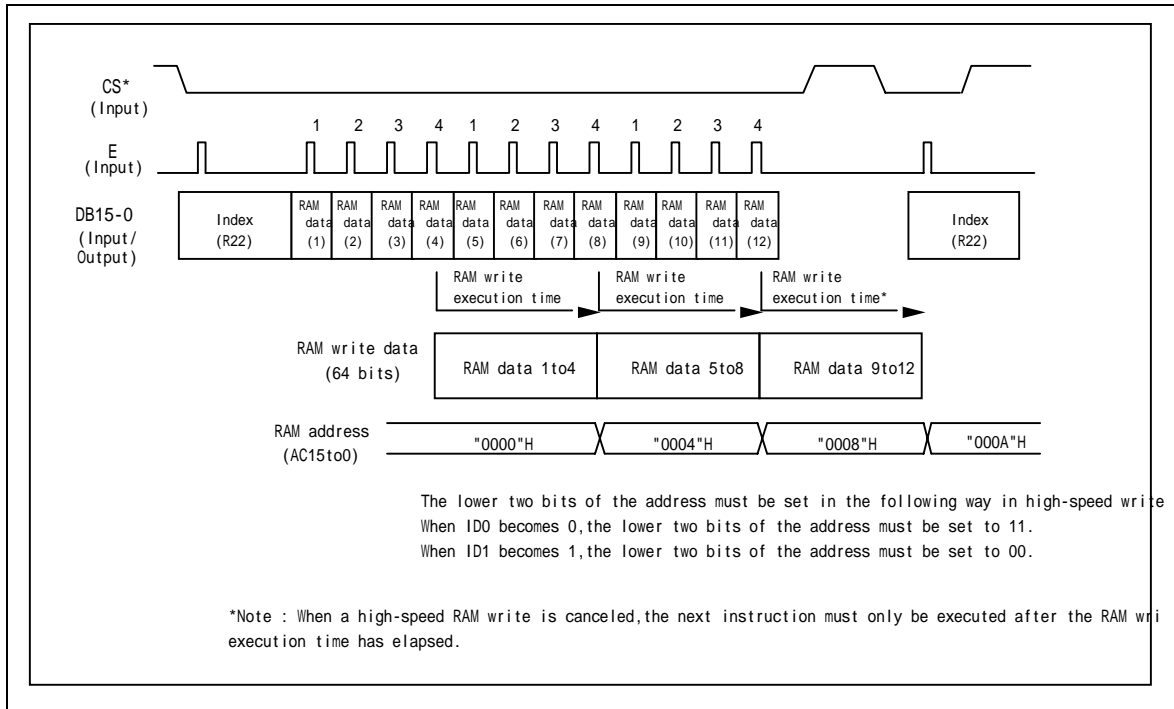 CS*
(Input)
1 2 3 4 1 2 3 4 1 2 3 4
E
(Input)
DB15-0
(Input/
Output)
Index
(R22)
RAM data (1)
RAM data (2)
RAM data (3)
RAM data (4)
RAM data (5)
RAM data (6)
RAM data (7)
RAM data (8)
RAM data (9)
RAM data (10)
RAM data (11)
RAM data (12)
Index
(R22)
RAM write
execution time
RAM write
execution time
RAM write
execution time*
RAM write data
(64 bits)
RAM data 1to4
RAM data 5to8
RAM data 9to12
RAM address
(AC15to0)
"0000"H
"0004"H
"0008"H
"000A"H
The lower two bits of the address must be set in the following way in high-speed write
When ID0 becomes 0,the lower two bits of the address must be set to 11.
When ID1 becomes 1,the lower two bits of the address must be set to 00.
*Note : When a high-speed RAM write is canceled,the next instruction must only be executed after the RAM wri
execution time has elapsed.